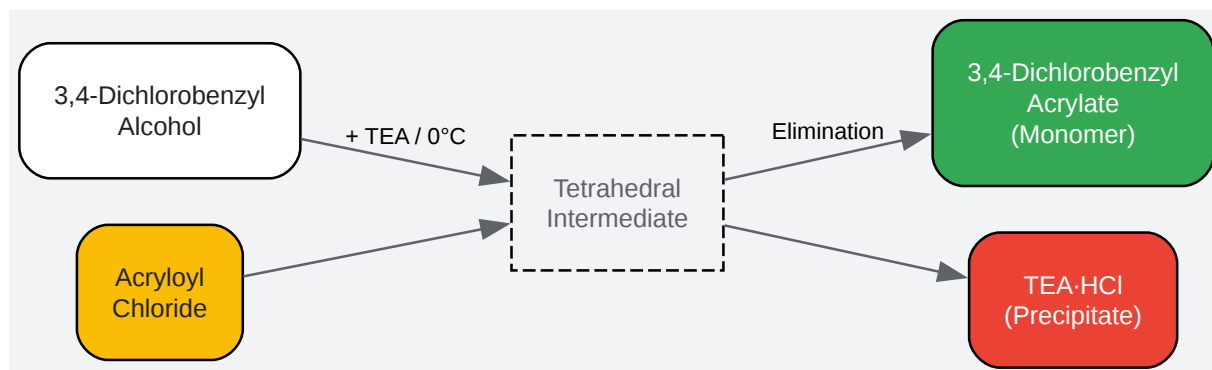 3,4-Dichlorobenzyl
Alcohol
+ TEA / 0°C
Acryloyl
Chloride
Tetrahedral
Intermediate
Elimination
3,4-Dichlorobenzyl
Acrylate
(Monomer)
TEA·HCl
(Precipitate)